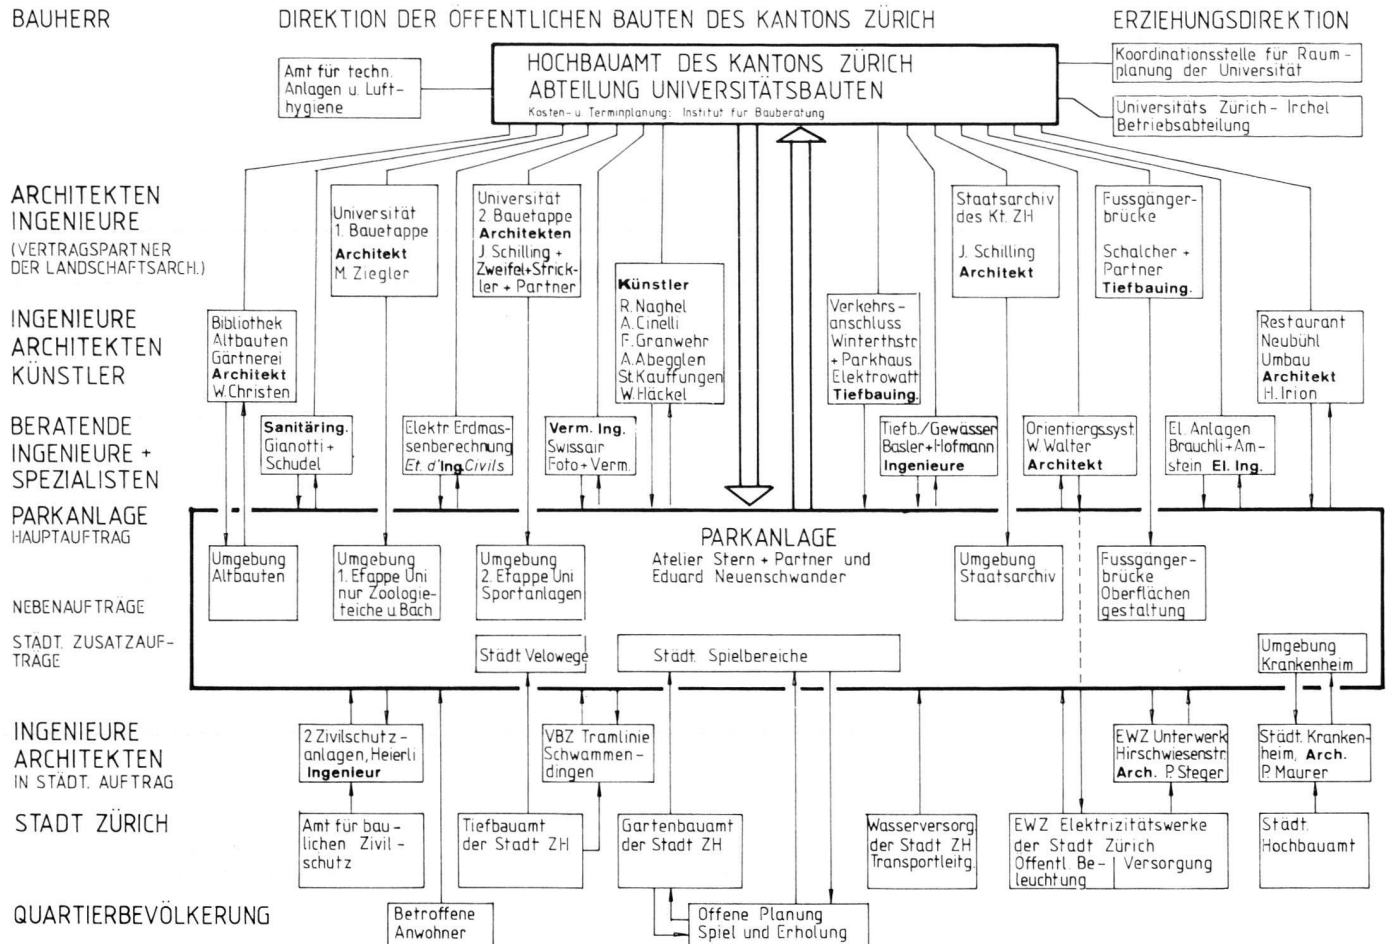 BAUHERR
DIREKTION DER ÖFFENTLICHEN BAUTEN DES KANTONS ZÜRICH
ERZIEHUNGSDIREKTION
Amt für techn.
Anlagen u. Luft-
hygiene
HOCHBAUAMT DES KANTONS ZÜRICH
ABTEILUNG UNIVERSITÄTSBAUTEN
Kosten- u. Terminplanung: Institut für Bauberatung
Koordinationsstelle für Raum-
planung der Universität
Universitäts Zürich - Irchel
Betriebsabteilung
ARCHITEKTEN
INGENIEURE
(VERTRAGSPARTNER
DER LANDSCHAFTSARCH.)
Universität
1. Bauetappe
Architekt
M. Ziegler
Universität
2. Bauetappe
Architekten
J. Schilling +
Zweifel+Strick-
ler + Partner
Staatsarchiv
des Kt. ZH
J. Schilling
Architekt
Fussgänger-
brücke
Schalcher +
Partner
Tiefbauing.
INGENIEURE
ARCHITEKTEN
KÜNSTLER
Bibliothek
Altbauten
Gärtnerei
Architekt
W. Christen
Künstler
R. Naghel
A. Cinelli
F. Granwehr
A. Abegglen
St. Kauffungen
W. Häckel
Verkehrs-
anschluss
Winterthstr
+ Parkhaus
Elektrowatt
Tiefbauing.
Restaurant
Neubühl
Umbau
Architekt
H. Irion
BERATENDE
INGENIEURE +
SPEZIALISTEN
Sanitäring.
Gianotti +
Schudel
Elektr Erdmas-
senberechnung
Et. d'Ing. Civils
Verm. Ing.
Swissair
Foto + Verm.
Tiefb./Gewässer
Basler+Hofmann
Ingenieure
Orientiergssyst.
W. Walter
Architekt
El. Anlagen
Brauchli + Am-
stein El. Ing.
PARKANLAGE
HAUPTAUFTRAG
PARKANLAGE
Atelier Stern + Partner und
Eduard Neuenschwander
Umgebung
Altbauten
Umgebung
1. Etappe Uni
nur Zoologie-
teiche u. Bach
Umgebung
2. Etappe Uni
Sportanlagen
Umgebung
Staatsarchiv
Fussgänger-
brücke
Oberflächen
gestaltung
NEBENAUFTRÄGE
STÄDT. ZUSATZAUF-
TRÄGE
Städt Velowege
Städt. Spielbereiche
Umgebung
Krankenheim
INGENIEURE
ARCHITEKTEN
IN STÄDT. AUFTRAG
2 Zivilschutz-
anlagen, Heierli
Ingenieur
VBZ Tramlinie
Schwammen-
dingen
EWZ Unterwerk
Hirschwiesenstr.
Arch. P. Steger
Städt. Kranken-
heim, Arch.
P. Maurer
STADT ZÜRICH
Amt für bau-
lichen Zivil-
schutz
Tiefbauamt
der Stadt ZH
Gartenbauamt
der Stadt ZH
Wasserversorg.
der Stadt ZH
Transportleitg.
EWZ Elektrizitätswerke
der Stadt Zürich
Offentl. Be-
leuchtung
Versorgung
Städt.
Hochbauamt
QUARTIERBEVÖLKERUNG
Betroffene
Anwohner
Offene Planung
Spiel und Erholung